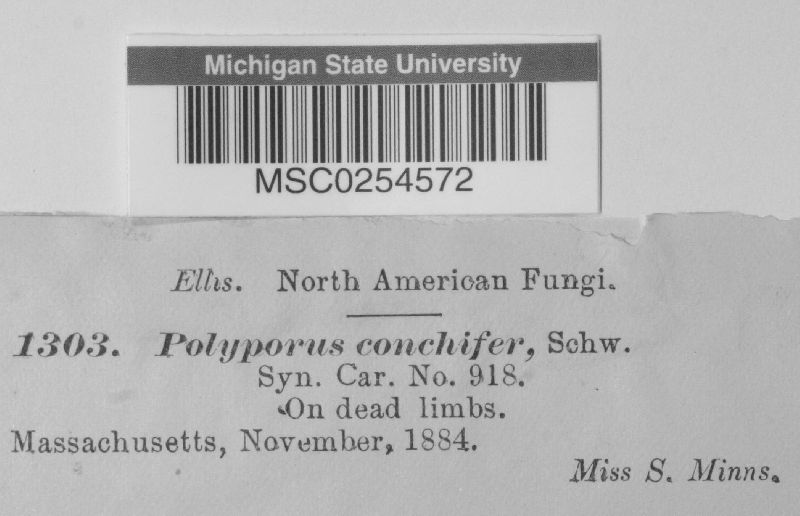 Michigan State University
MSC0254572
Ellis. North American Fungi.
1303. Polyporus conchifer, Schw.
Syn. Car. No. 918.
On dead limbs.
Massachusetts, November, 1884.
Miss S. Minns.